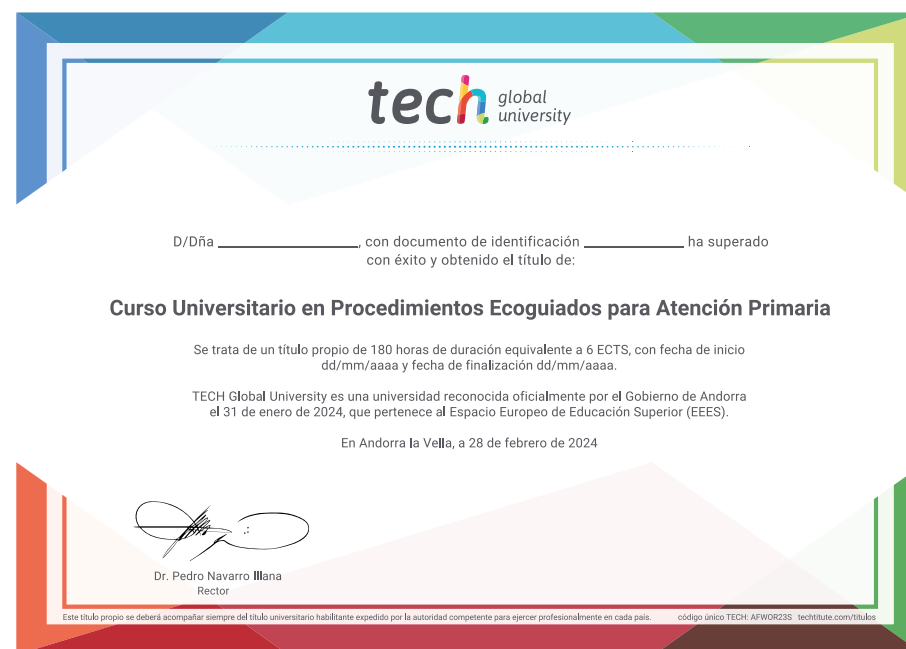 tech global university
D/Dña , con documento de identificación ha superado
con éxito y obtenido el título de:
Curso Universitario en Procedimientos Ecoguiados para Atención Primaria
Se trata de un título propio de 180 horas de duración equivalente a 6 ECTS, con fecha de inicio
dd/mm/aaaa y fecha de finalización dd/mm/aaaa.
TECH Global University es una universidad reconocida oficialmente por el Gobierno de Andorra
el 31 de enero de 2024, que pertenece al Espacio Europeo de Educación Superior (EEES).
En Andorra la Vella, a 28 de febrero de 2024
Dr. Pedro Navarro Illana
Rector
Este título propio se deberá acompañar siempre del título universitario habilitante expedido por la autoridad competente para ejercer profesionalmente en cada país. código único TECH: AFWOR23S techtitute.com/titulos